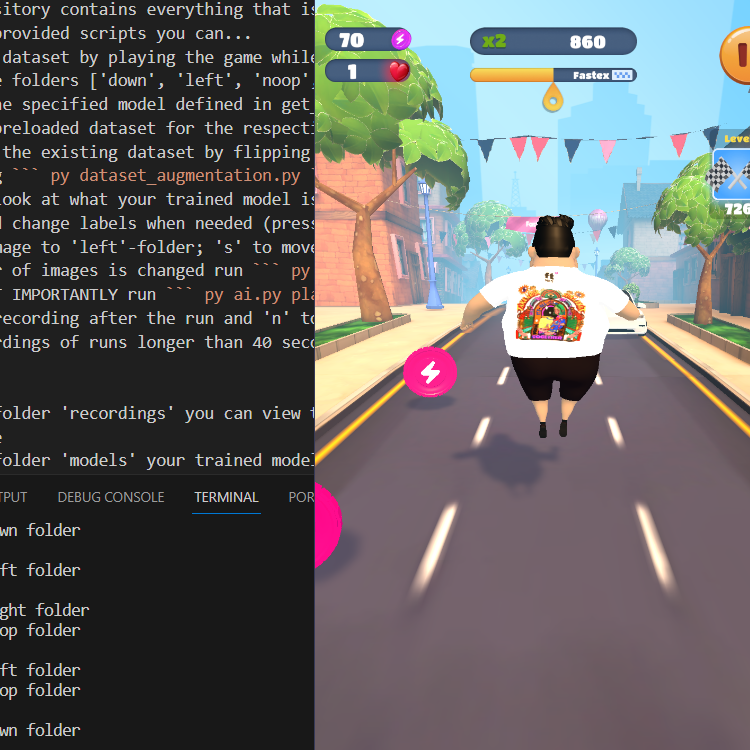 sitory contains everything that is
provided scripts you can...
dataset by playing the game while
e folders ['down', 'left', 'noop',
he specified model defined in get_
preloaded dataset for the respecti
the existing dataset by flipping
g ``` py dataset_augmentation.py
look at what your trained model is
d change labels when needed (press
mage to 'left'-folder; 's' to move
r of images is changed run ``` py
T IMPORTANTLY run ``` py ai.py pla
recording after the run and 'n' to
rdings of runs longer than 40 seco
folder 'recordings' you can view t
e
folder 'models' your trained model
TPUT DEBUG CONSOLE TERMINAL POR
wn folder
ft folder
ght folder
op folder
ft folder
op folder
wn folder
70
1
x2 860
Fastex
Leve
726